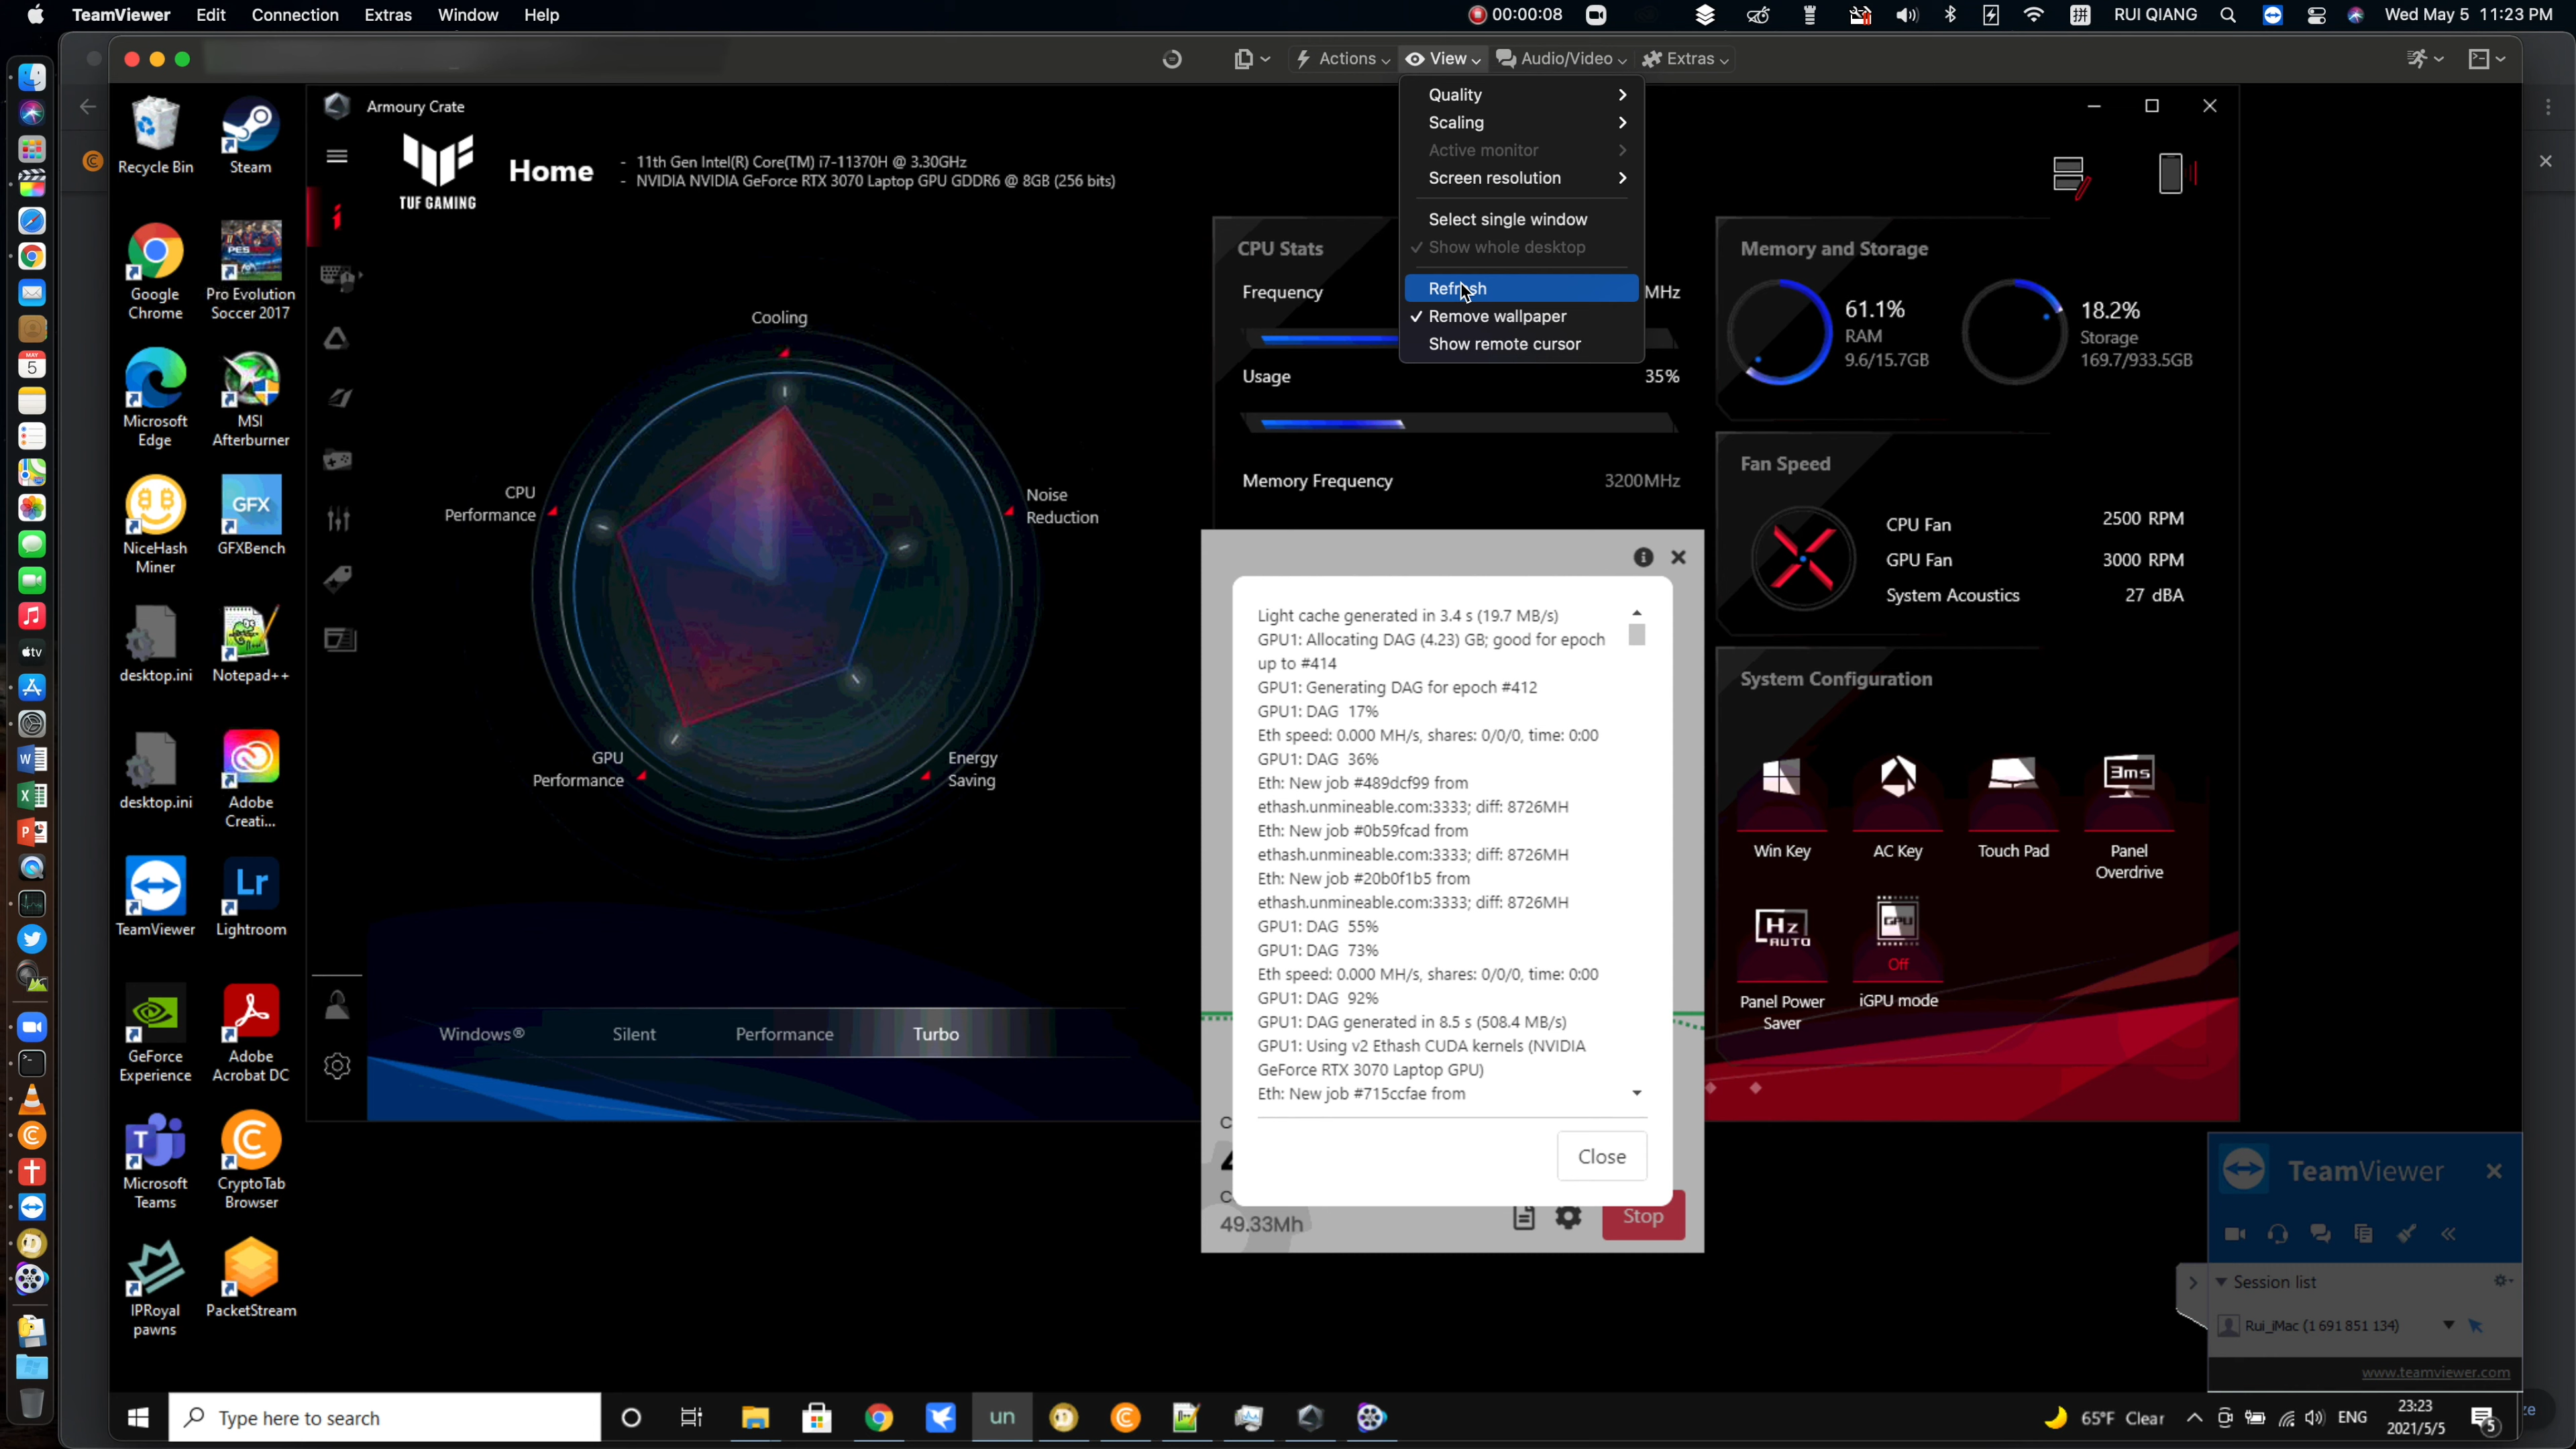 TeamViewer Edit Connection Extras Window Help
00:00:08 RUI QIANG Wed May 5 11:23 PM
Actions View Audio/Video Extras
Quality
Scaling
Active monitor
Screen resolution
Select single window
Show whole desktop
Refresh
Remove wallpaper
Show remote cursor
Recycle Bin
Steam
Google
Chrome
Pro Evolution
Soccer 2017
Microsoft
Edge
MSI
Afterburner
NiceHash
Miner
GFX
GFXBench
desktop.ini
Notepad++
desktop.ini
Adobe
Creati...
TeamViewer
Lr
Lightroom
GeForce
Experience
Adobe
Acrobat DC
Microsoft
Teams
CryptoTab
Browser
IPRoyal
pawns
PacketStream
Armoury Crate
TUF GAMING
Home
- 11th Gen Intel(R) Core(TM) i7-11370H @ 3.30GHz
- NVIDIA NVIDIA GeForce RTX 3070 Laptop GPU GDDR6 @ 8GB (256 bits)
Cooling
CPU
Performance
Noise
Reduction
GPU
Performance
Energy
Saving
Windows® Silent Performance Turbo
CPU Stats
Frequency MHz
Usage 35%
Memory Frequency 3200MHz
Memory and Storage
61.1%
RAM
9.6/15.7GB
18.2%
Storage
169.7/933.5GB
Fan Speed
CPU Fan 2500 RPM
GPU Fan 3000 RPM
System Acoustics 27 dBA
System Configuration
Win Key
AC Key
Touch Pad
3ms
Panel
Overdrive
Hz
AUTO
Panel Power
Saver
GPU
Off
iGPU mode
Light cache generated in 3.4 s (19.7 MB/s)
GPU1: Allocating DAG (4.23) GB; good for epoch
up to #414
GPU1: Generating DAG for epoch #412
GPU1: DAG 17%
Eth speed: 0.000 MH/s, shares: 0/0/0, time: 0:00
GPU1: DAG 36%
Eth: New job #489dcf99 from
ethash.unmineable.com:3333; diff: 8726MH
Eth: New job #0b59fcad from
ethash.unmineable.com:3333; diff: 8726MH
Eth: New job #20b0f1b5 from
ethash.unmineable.com:3333; diff: 8726MH
GPU1: DAG 55%
GPU1: DAG 73%
Eth speed: 0.000 MH/s, shares: 0/0/0, time: 0:00
GPU1: DAG 92%
GPU1: DAG generated in 8.5 s (508.4 MB/s)
GPU1: Using v2 Ethash CUDA kernels (NVIDIA
GeForce RTX 3070 Laptop GPU)
Eth: New job #715ccfae from
Close
49.33Mh
Stop
TeamViewer
Session list
Rui_iMac (1 691 851 134)
www.teamviewer.com
Type here to search
un
65°F Clear ENG
23:23
2021/5/5
5